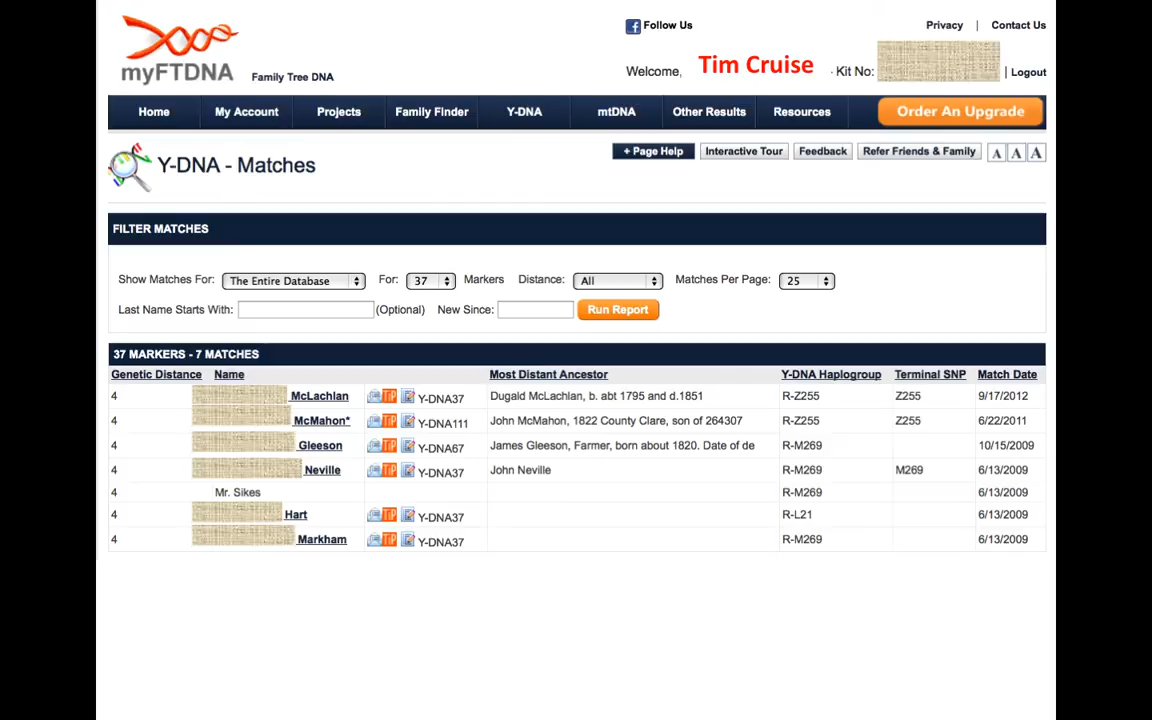 Follow Us Privacy | Contact Us
myFTDNA Family Tree DNA
Welcome, Tim Cruise · Kit No: | Logout
Home My Account Projects Family Finder Y-DNA mtDNA Other Results Resources Order An Upgrade
Y-DNA - Matches
+ Page Help Interactive Tour Feedback Refer Friends & Family A A A
FILTER MATCHES
Show Matches For: The Entire Database For: 37 Markers Distance: All Matches Per Page: 25
Last Name Starts With: (Optional) New Since: Run Report
37 MARKERS - 7 MATCHES
Genetic Distance Name Most Distant Ancestor Y-DNA Haplogroup Terminal SNP Match Date
4 McLachlan TiP Y-DNA37 Dugald McLachlan, b. abt 1795 and d.1851 R-Z255 Z255 9/17/2012
4 McMahon* TiP Y-DNA111 John McMahon, 1822 County Clare, son of 264307 R-Z255 Z255 6/22/2011
4 Gleeson TiP Y-DNA67 James Gleeson, Farmer, born about 1820. Date of de R-M269 10/15/2009
4 Neville TiP Y-DNA37 John Neville R-M269 M269 6/13/2009
4 Mr. Sikes R-M269 6/13/2009
4 Hart TiP Y-DNA37 R-L21 6/13/2009
4 Markham TiP Y-DNA37 R-M269 6/13/2009